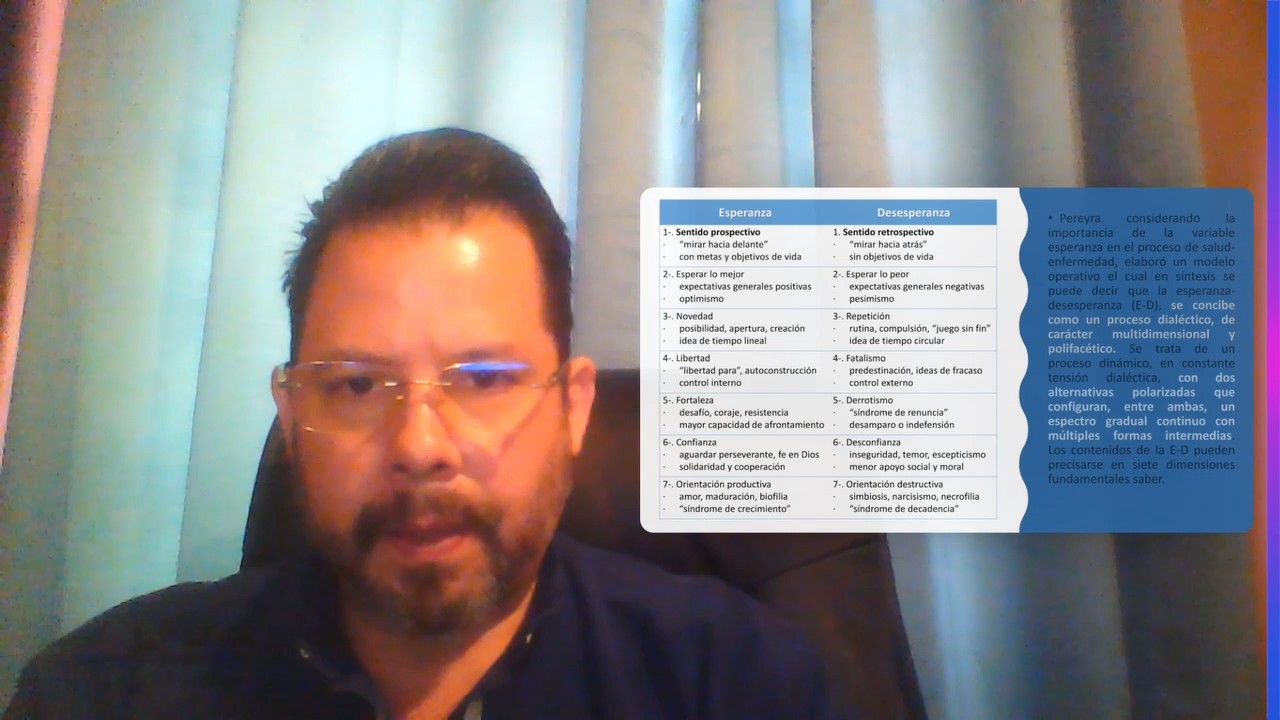 Esperanza Desesperanza
1-. Sentido prospectivo 1. Sentido retrospectivo
· “mirar hacia delante” · “mirar hacia atrás”
· con metas y objetivos de vida · sin objetivos de vida
2-. Esperar lo mejor 2-. Esperar lo peor
· expectativas generales positivas · expectativas generales negativas
· optimismo · pesimismo
3-. Novedad 3-. Repetición
· posibilidad, apertura, creación · rutina, compulsión, “juego sin fin”
· idea de tiempo lineal · idea de tiempo circular
4-. Libertad 4-. Fatalismo
· “libertad para”, autoconstrucción · predestinación, ideas de fracaso
· control interno · control externo
5-. Fortaleza 5-. Derrotismo
· desafío, coraje, resistencia · “síndrome de renuncia”
· mayor capacidad de afrontamiento · desamparo o indefensión
6-. Confianza 6-. Desconfianza
· aguardar perseverante, fe en Dios · inseguridad, temor, escepticismo
· solidaridad y cooperación · menor apoyo social y moral
7-. Orientación productiva 7-. Orientación destructiva
· amor, maduración, biofilia · simbiosis, narcisismo, necrofilia
· “síndrome de crecimiento” · “síndrome de decadencia”
• Pereyra considerando la
importancia de la variable
esperanza en el proceso de salud-
enfermedad, elaboró un modelo
operativo el cual en síntesis se
puede decir que la esperanza-
desesperanza (E-D), se concibe
como un proceso dialéctico, de
carácter multidimensional y
polifacético. Se trata de un
proceso dinámico, en constante
tensión dialéctica, con dos
alternativas polarizadas que
configuran, entre ambas, un
espectro gradual continuo con
múltiples formas intermedias.
Los contenidos de la E-D pueden
precisarse en siete dimensiones
fundamentales saber.